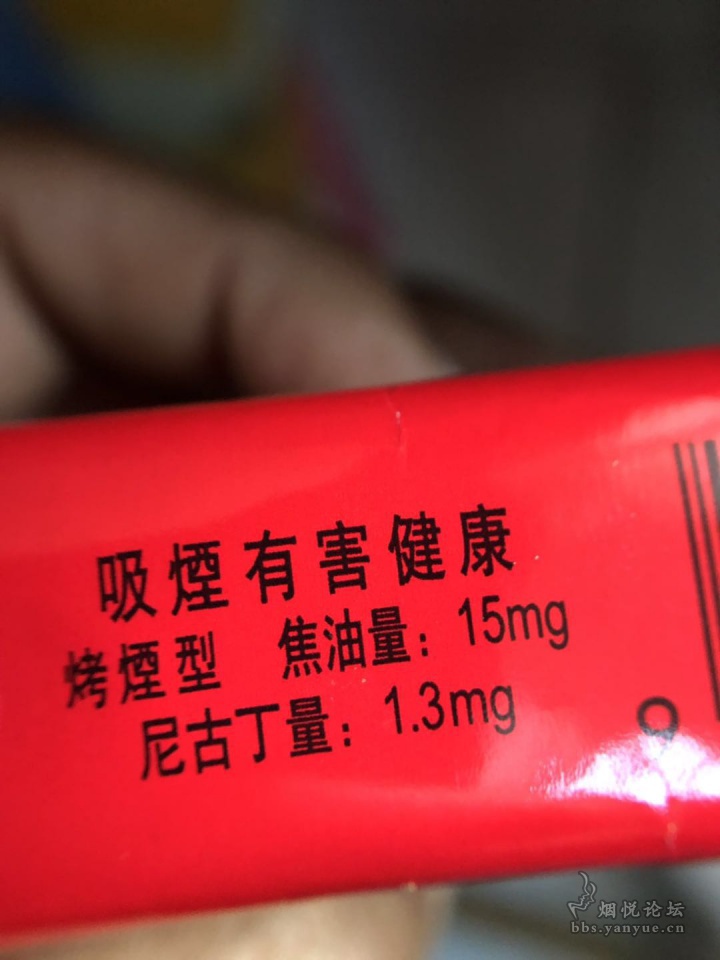 吸煙有害健康
烤煙型 焦油量：15mg
尼古丁量：1.3mg
烟悦论坛
bbs.yanyue.cn